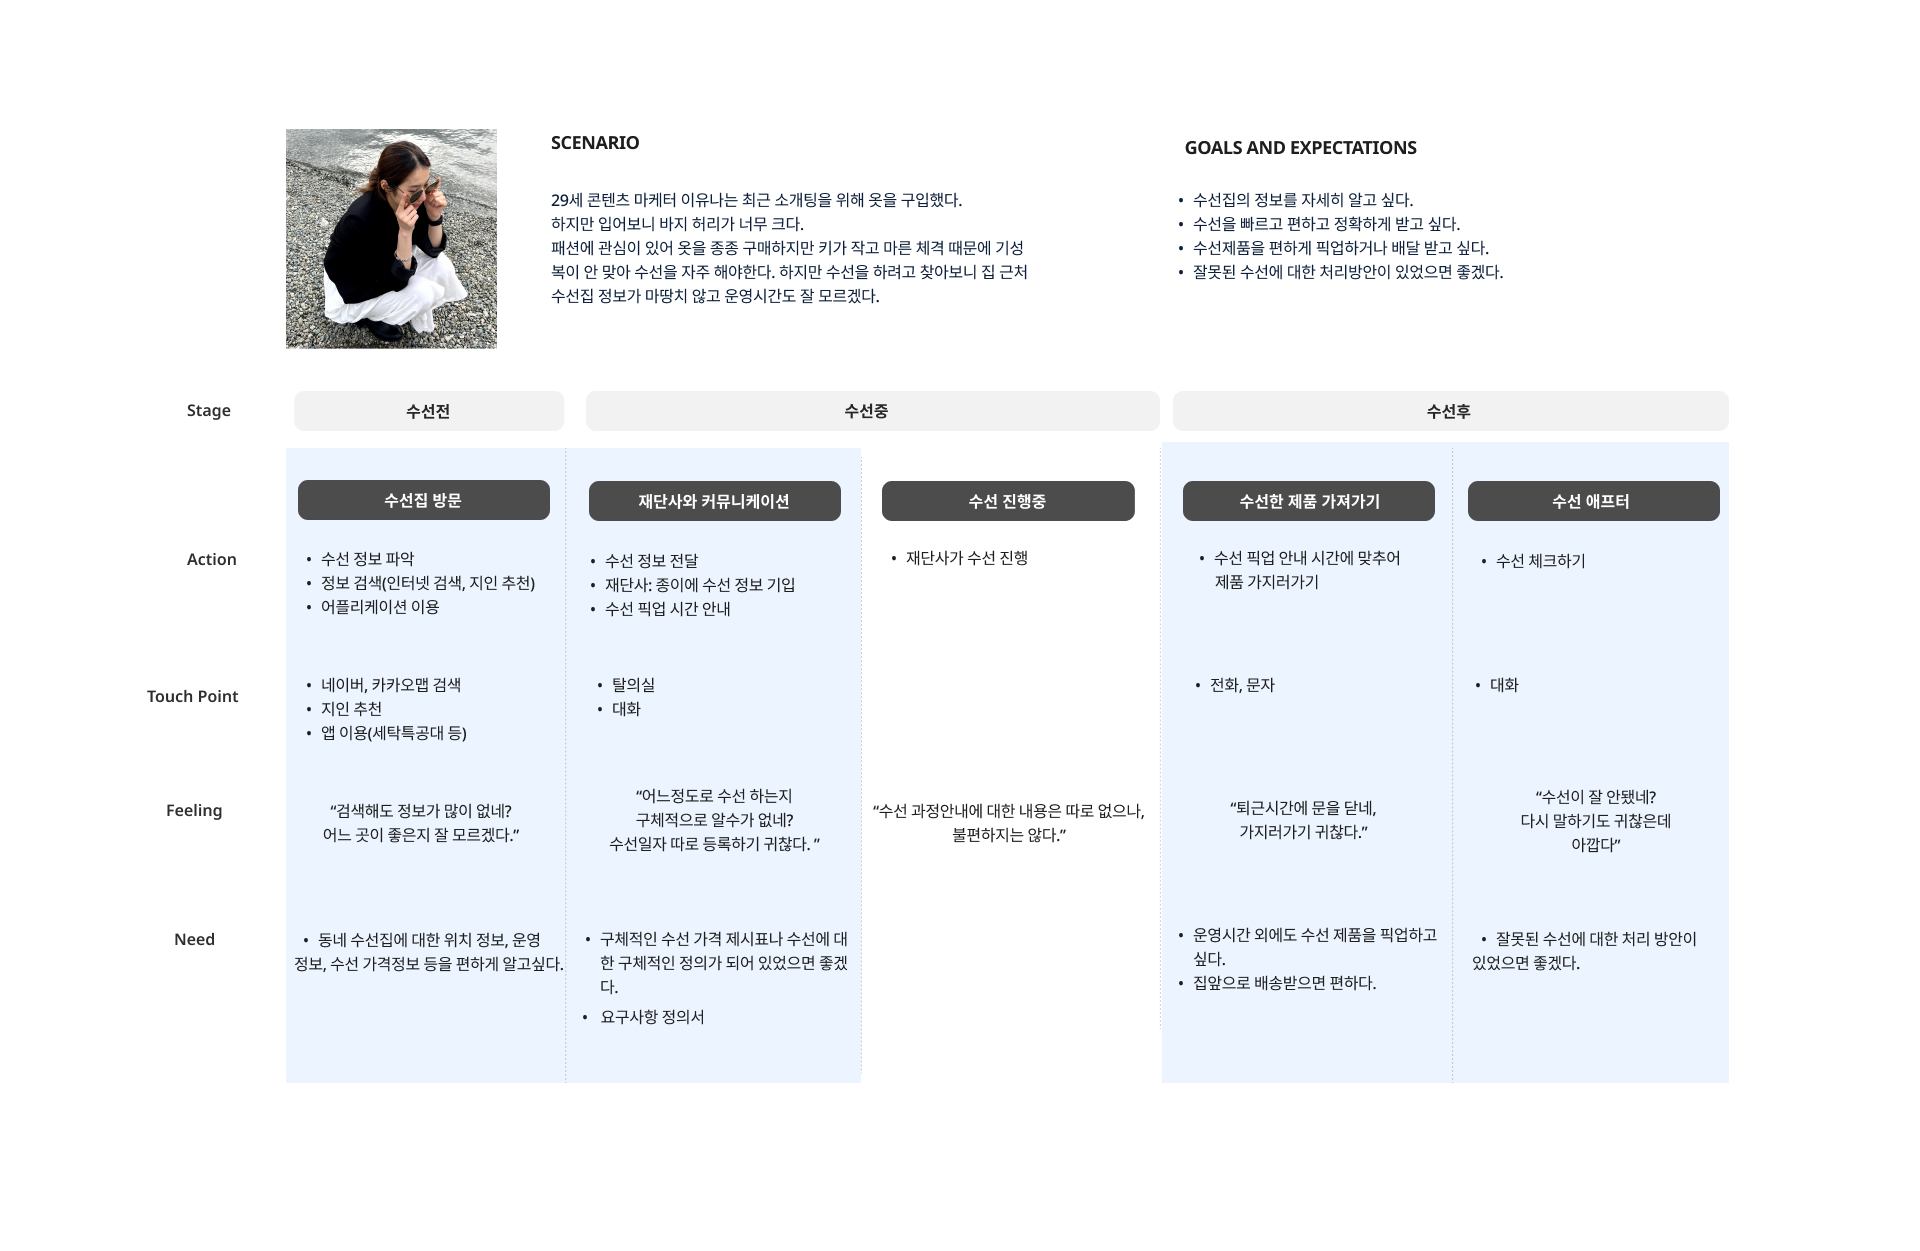 SCENARIO
29세 콘텐츠 마케터 이유나는 최근 소개팅을 위해 옷을 구입했다.
하지만 입어보니 바지 허리가 너무 크다.
패션에 관심이 있어 옷을 종종 구매하지만 키가 작고 마른 체격 때문에 기성
복이 안 맞아 수선을 자주 해야한다. 하지만 수선을 하려고 찾아보니 집 근처
수선집 정보가 마땅치 않고 운영시간도 잘 모르겠다.
GOALS AND EXPECTATIONS
• 수선집의 정보를 자세히 알고 싶다.
• 수선을 빠르고 편하고 정확하게 받고 싶다.
• 수선제품을 편하게 픽업하거나 배달 받고 싶다.
• 잘못된 수선에 대한 처리방안이 있었으면 좋겠다.
Stage
수선전
수선중
수선후
수선집 방문
재단사와 커뮤니케이션
수선 진행중
수선한 제품 가져가기
수선 애프터
Action
• 수선 정보 파악
• 정보 검색(인터넷 검색, 지인 추천)
• 어플리케이션 이용
• 수선 정보 전달
• 재단사: 종이에 수선 정보 기입
• 수선 픽업 시간 안내
• 재단사가 수선 진행
• 수선 픽업 안내 시간에 맞추어
제품 가지러가기
• 수선 체크하기
Touch Point
• 네이버, 카카오맵 검색
• 지인 추천
• 앱 이용(세탁특공대 등)
• 탈의실
• 대화
• 전화, 문자
• 대화
Feeling
“검색해도 정보가 많이 없네?
어느 곳이 좋은지 잘 모르겠다.”
“어느정도로 수선 하는지
구체적으로 알수가 없네?
수선일자 따로 등록하기 귀찮다. ”
“수선 과정안내에 대한 내용은 따로 없으나,
불편하지는 않다.”
“퇴근시간에 문을 닫네,
가지러가기 귀찮다.”
“수선이 잘 안됐네?
다시 말하기도 귀찮은데
아깝다”
Need
• 동네 수선집에 대한 위치 정보, 운영
정보, 수선 가격정보 등을 편하게 알고싶다.
• 구체적인 수선 가격 제시표나 수선에 대
한 구체적인 정의가 되어 있었으면 좋겠
다.
• 요구사항 정의서
• 운영시간 외에도 수선 제품을 픽업하고
싶다.
• 집앞으로 배송받으면 편하다.
• 잘못된 수선에 대한 처리 방안이
있었으면 좋겠다.